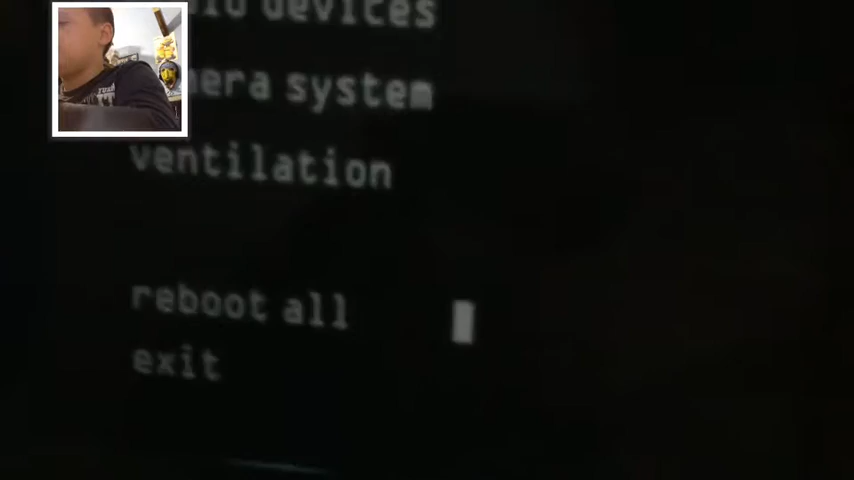 devices
system
ventilation
reboot all
exit